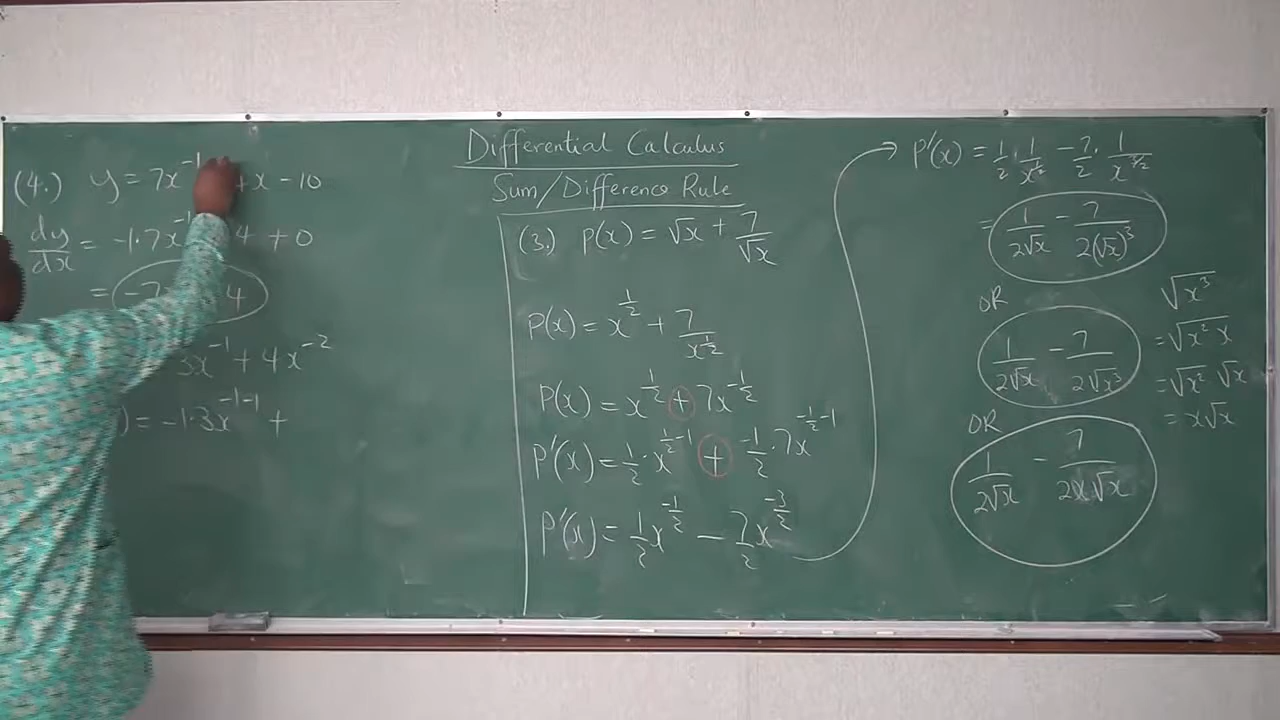 Differential Calculus
Sum/Difference Rule
(4.) y = 7x^{-1} + x - 10
dy/dx = -1·7x^{-1} 4 + 0
= -7 4
3x^{-1} + 4x^{-2}
) = -1·3x^{-1-1} +
(3.) p(x) = √x + 7/√x
P(x) = x^{1/2} + 7/x^{1/2}
P(x) = x^{1/2} + 7x^{-1/2}
P'(x) = 1/2·x^{1/2-1} + -1/2·7x^{-1/2-1}
P'(x) = 1/2x^{-1/2} - 7/2x^{-3/2}
P'(x) = 1/2·1/x^{1/2} - 7/2·1/x^{3/2}
= 1/2√x - 7/2(√x)^3
OR
1/2√x - 7/2√x^3
OR
1/2√x - 7/2x√x
√x^3
= √x^2 x
= √x^2 √x
= x√x